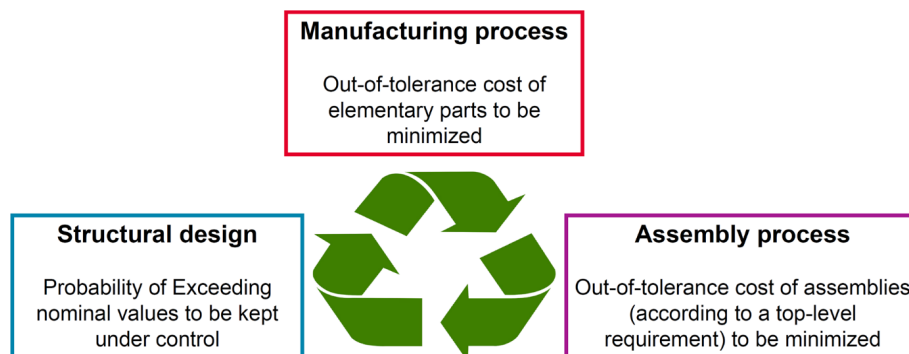 Manufacturing process
Out-of-tolerance cost of
elementary parts to be
minimized
Structural design
Probability of Exceeding
nominal values to be kept
under control
Assembly process
Out-of-tolerance cost of assemblies
(according to a top-level
requirement) to be minimized